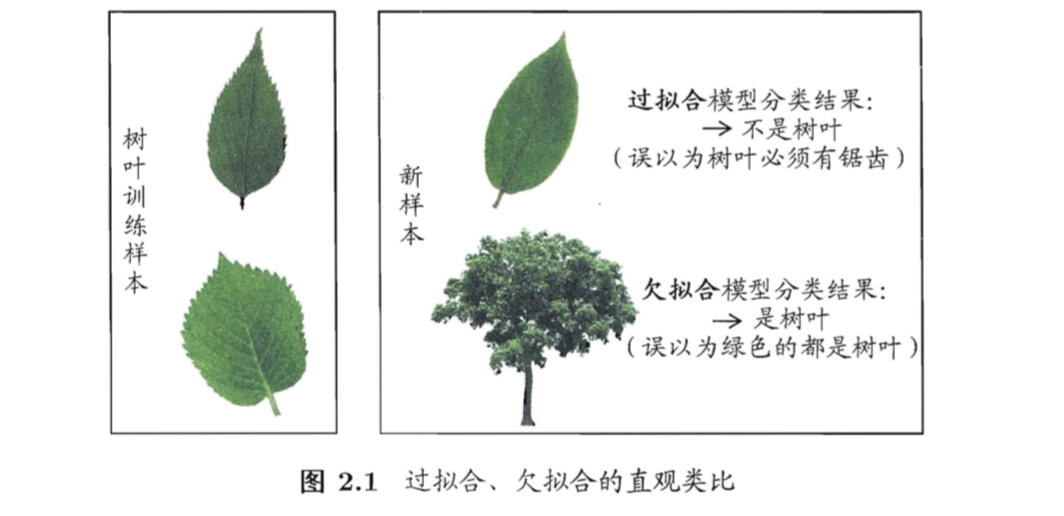 树叶训练样本
新样本
过拟合模型分类结果:
→ 不是树叶
(误以为树叶必须有锯齿)
欠拟合模型分类结果:
→ 是树叶
(误以为绿色的都是树叶)
图 2.1 过拟合、欠拟合的直观类比